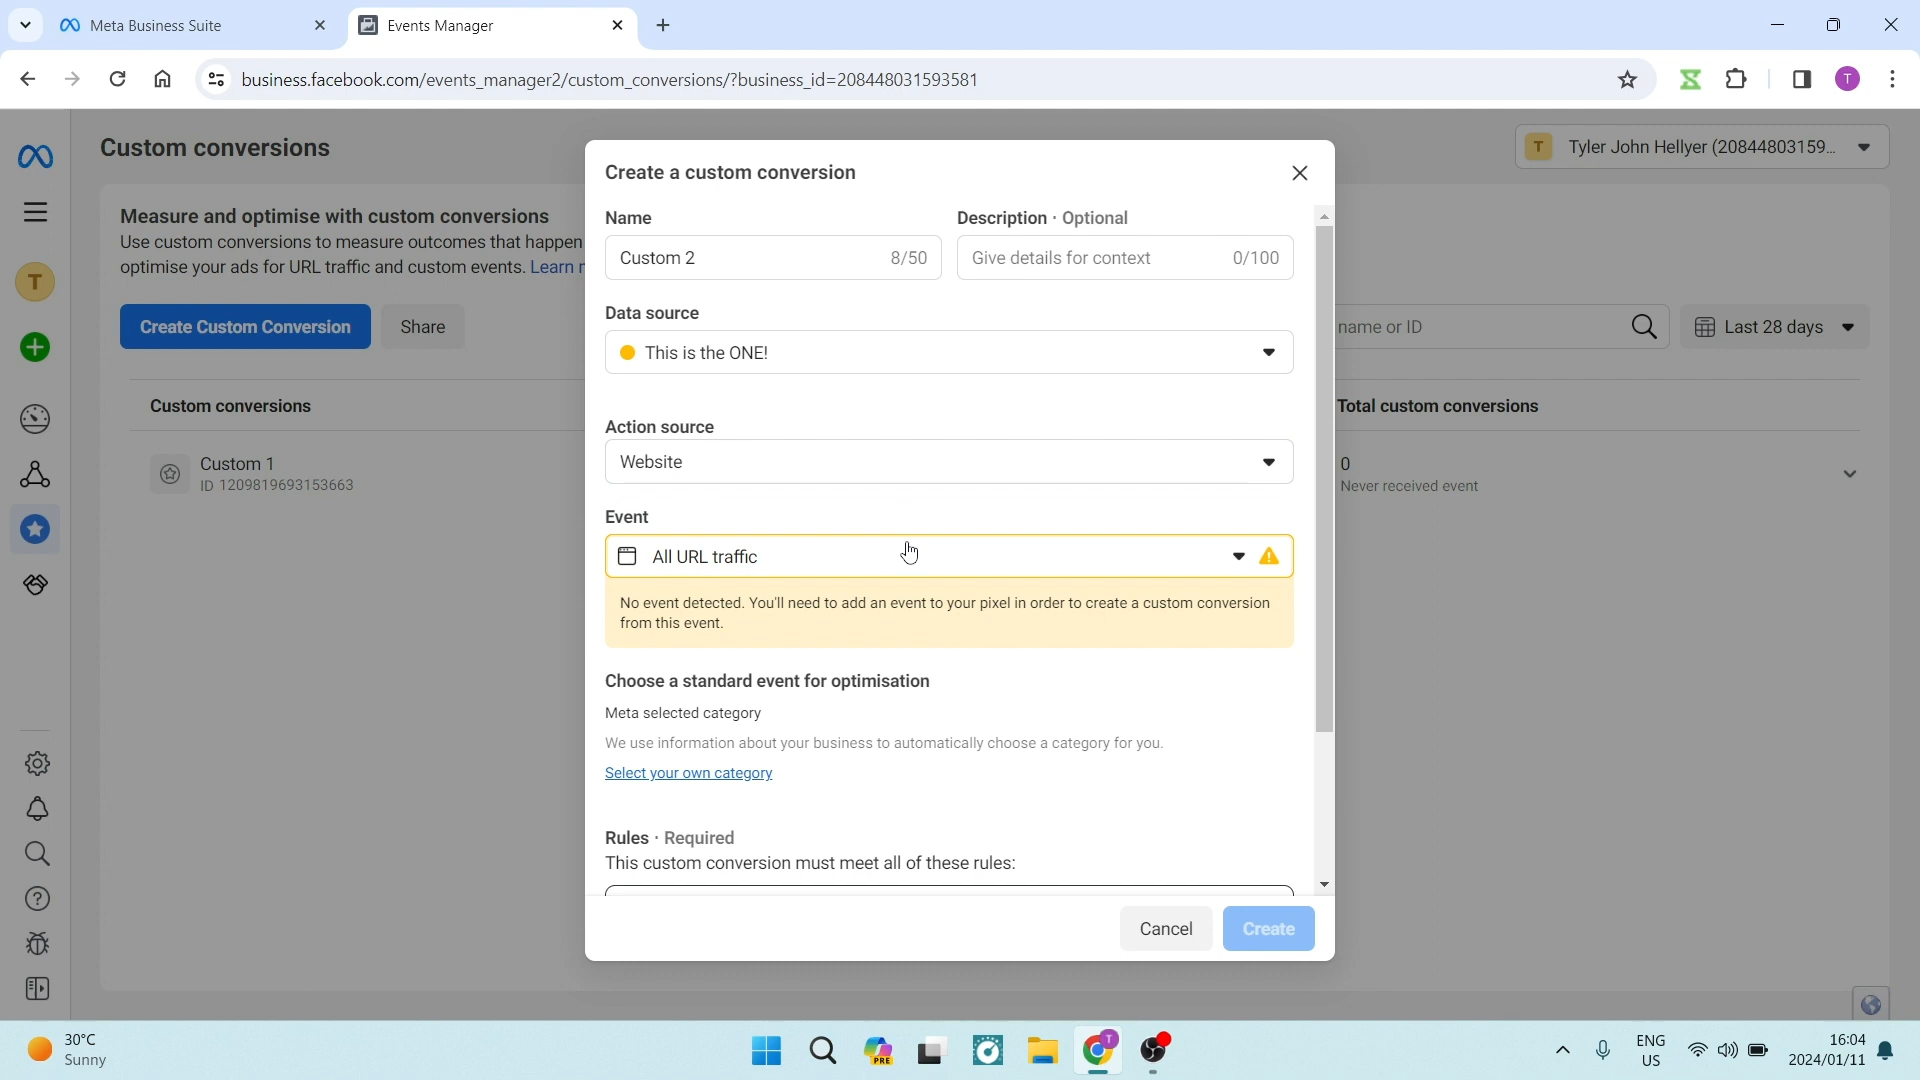 Meta Business Suite
Events Manager
business.facebook.com/events_manager2/custom_conversions/?business_id=208448031593581
T
Custom conversions
T Tyler John Hellyer (20844803159...
Measure and optimise with custom conversions
Use custom conversions to measure outcomes that happen
optimise your ads for URL traffic and custom events. Learn
T
Create Custom Conversion
Share
name or ID
Last 28 days
Custom conversions
Total custom conversions
Custom 1
ID 1209819693153663
0
Never received event
Create a custom conversion
Name
Description · Optional
Custom 2 8/50
Give details for context 0/100
Data source
This is the ONE!
Action source
Website
Event
All URL traffic
No event detected. You'll need to add an event to your pixel in order to create a custom conversion
from this event.
Choose a standard event for optimisation
Meta selected category
We use information about your business to automatically choose a category for you.
Select your own category
Rules · Required
This custom conversion must meet all of these rules:
Cancel
Create
30°C
Sunny
PRE
T
ENG
US
16:04
2024/01/11